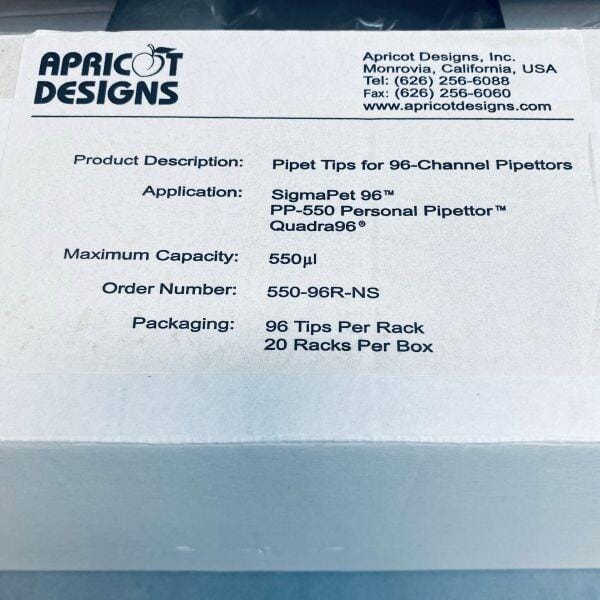 APRICOT
DESIGNS
Apricot Designs, Inc.
Monrovia, California, USA
Tel: (626) 256-6088
Fax: (626) 256-6060
www.apricotdesigns.com
Product Description: Pipet Tips for 96-Channel Pipettors
Application: SigmaPet 96™
PP-550 Personal Pipettor™
Quadra96®
Maximum Capacity: 550µl
Order Number: 550-96R-NS
Packaging: 96 Tips Per Rack
20 Racks Per Box